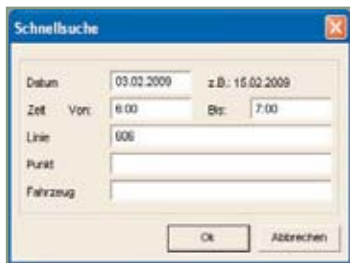 Schnellsuche
Datum 03.02.2009 z.B.: 15.02.2009
Zeit Von: 6:00 Bis: 7:00
Linie 606
Punkt
Fahrzeug
Ok Abbrechen